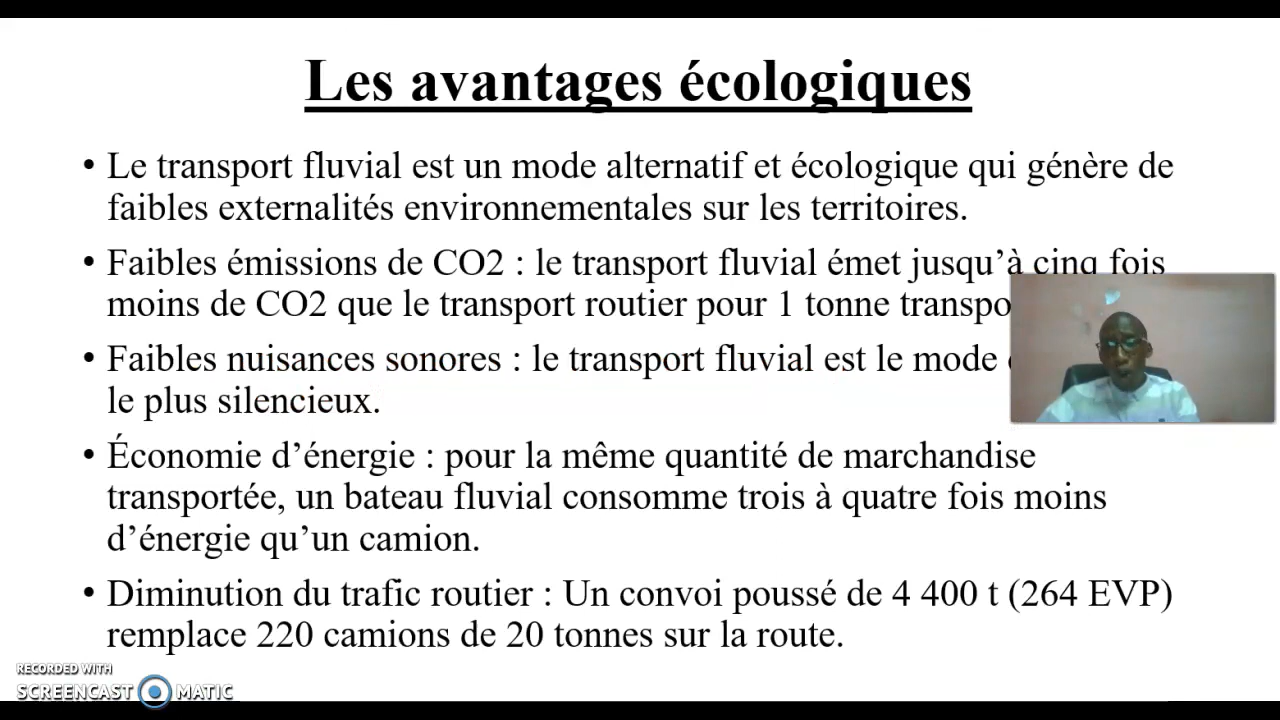 Les avantages écologiques
• Le transport fluvial est un mode alternatif et écologique qui génère de
faibles externalités environnementales sur les territoires.
• Faibles émissions de CO2 : le transport fluvial émet jusqu’à cinq fois
moins de CO2 que le transport routier pour 1 tonne
• Faibles nuisances sonores : le transport fluvial est le mode
le plus silencieux.
• Économie d’énergie : pour la même quantité de marchandise
transportée, un bateau fluvial consomme trois à quatre fois moins
d’énergie qu’un camion.
• Diminution du trafic routier : Un convoi poussé de 4 400 t (264 EVP)
remplace 220 camions de 20 tonnes sur la route.
RECORDED WITH
SCREENCAST MATIC